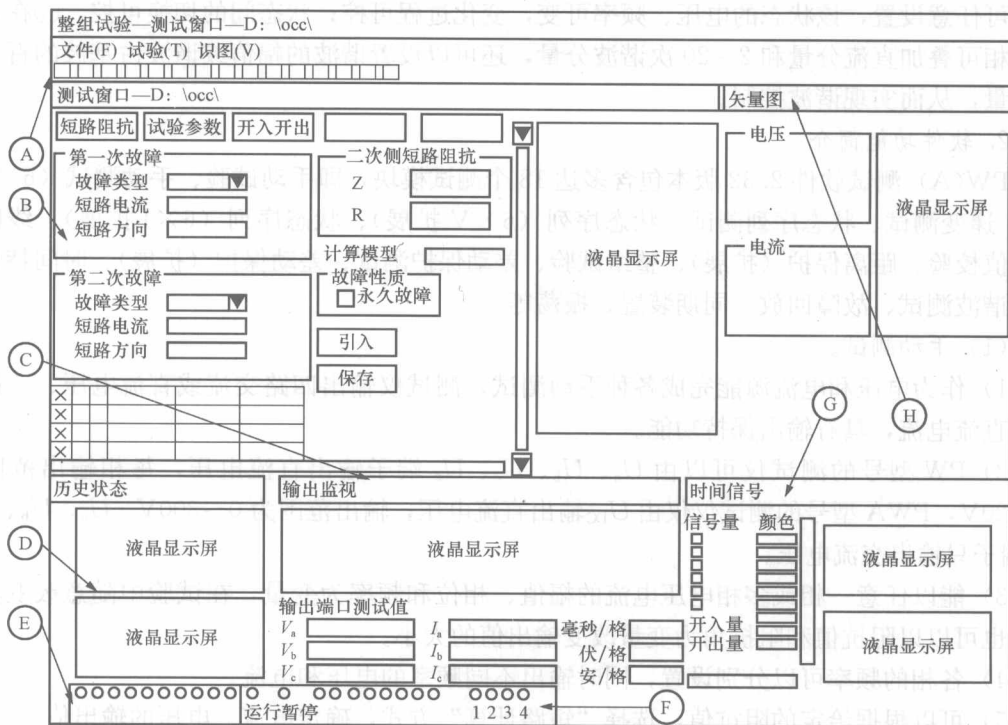 整组试验—测试窗口—D：\occ\
文件(F) 试验(T) 识图(V)
测试窗口—D：\occ\
矢量图
短路阻抗 试验参数 开入开出
第一次故障
故障类型
短路电流
短路方向
二次侧短路阻抗
Z
R
计算模型
故障性质
永久故障
第二次故障
故障类型
短路电流
短路方向
引入
保存
液晶显示屏
电压
电流
液晶显示屏
A
B
C
G
H
× 
×
×
历史状态
输出监视
时间信号
液晶显示屏
液晶显示屏
液晶显示屏
输出端口测试值
Va Ia 毫秒/格
Vb Ib 伏/格
安/格
信号量 颜色
开入量
开出量
液晶显示屏
液晶显示屏
D
E
F
运行暂停